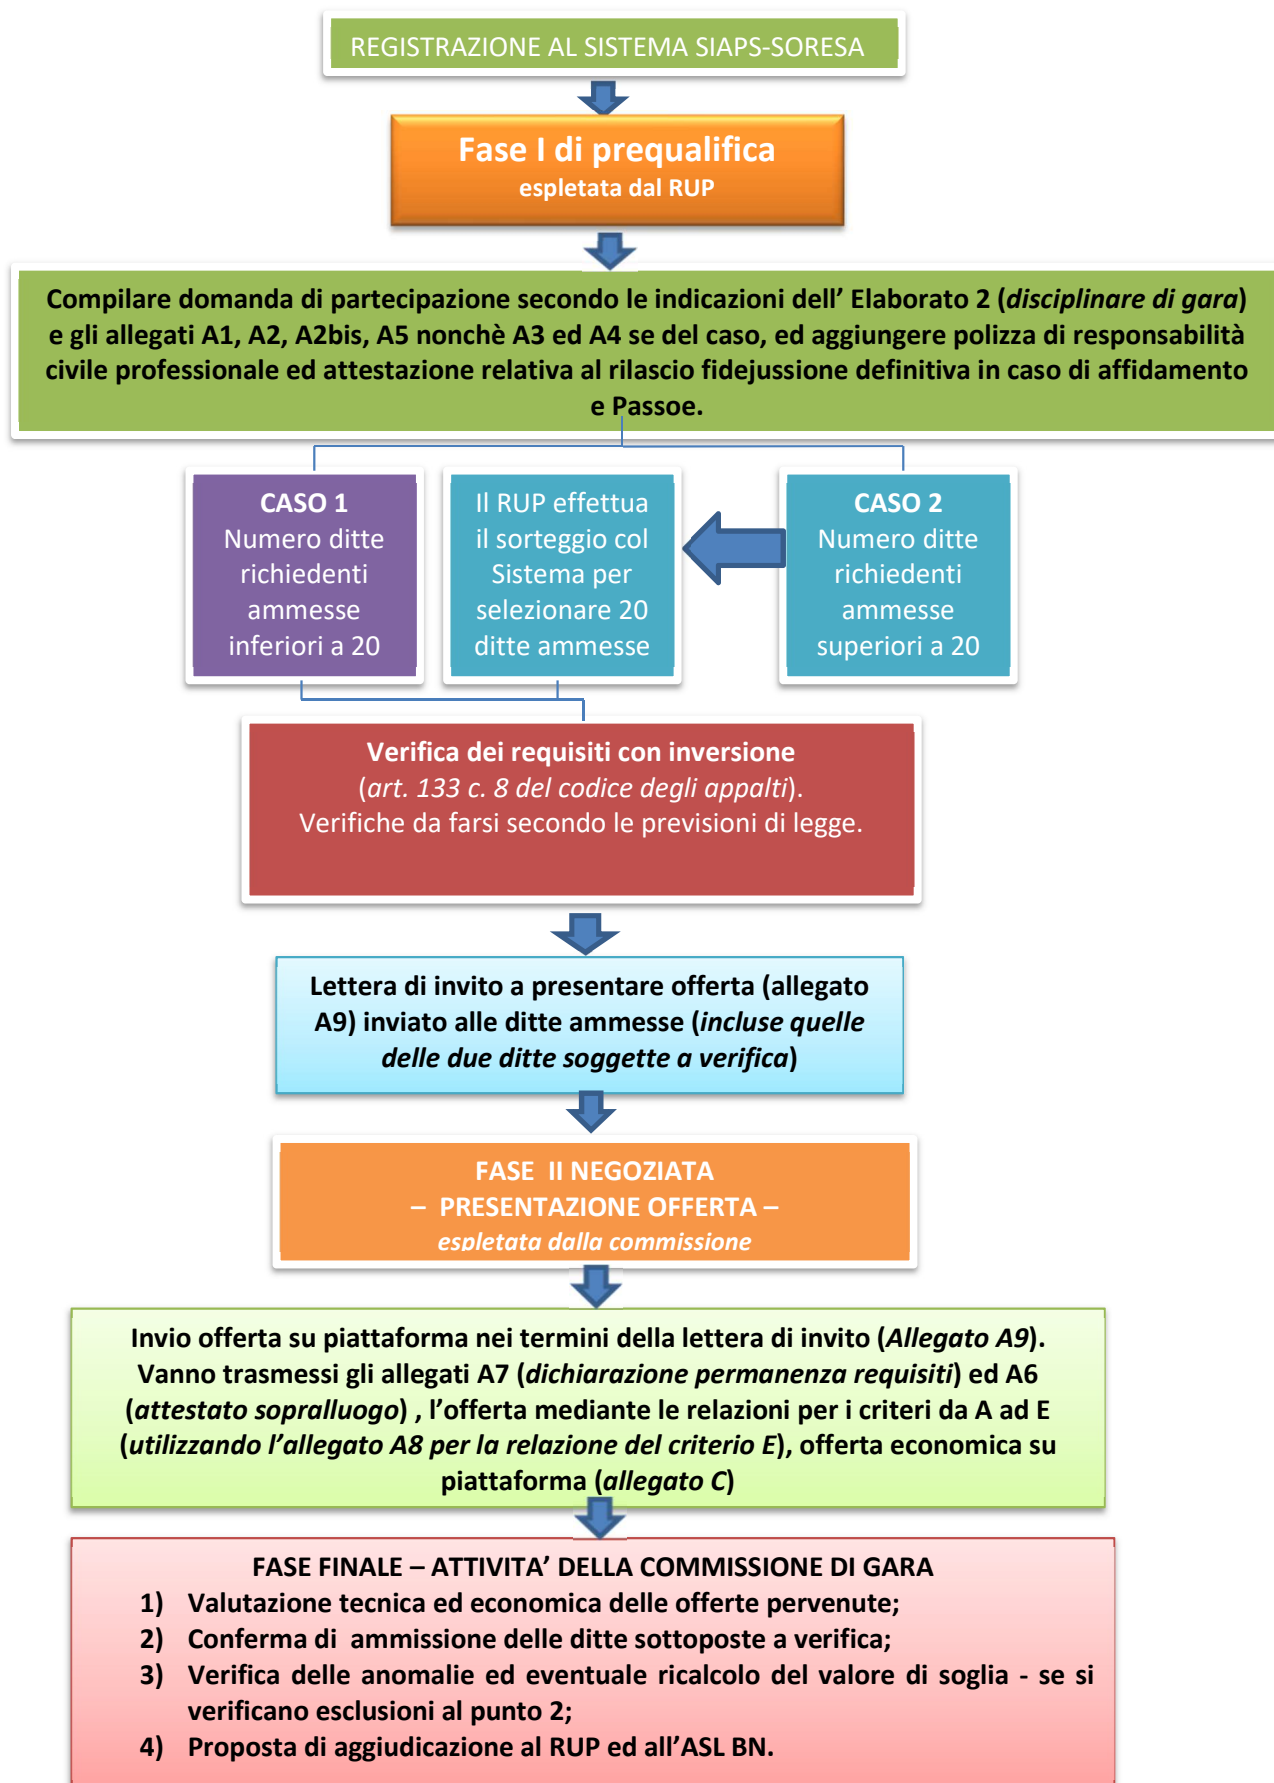 REGISTRAZIONE AL SISTEMA SIAPS-SORESA
Fase I di prequalifica
espletata dal RUP
Compilare domanda di partecipazione secondo le indicazioni dell’ Elaborato 2 (disciplinare di gara)
e gli allegati A1, A2, A2bis, A5 nonchè A3 ed A4 se del caso, ed aggiungere polizza di responsabilità
civile professionale ed attestazione relativa al rilascio fidejussione definitiva in caso di affidamento
e Passoe.
CASO 1
Numero ditte
richiedenti
ammesse
inferiori a 20
Il RUP effettua
il sorteggio col
Sistema per
selezionare 20
ditte ammesse
CASO 2
Numero ditte
richiedenti
ammesse
superiori a 20
Verifica dei requisiti con inversione
(art. 133 c. 8 del codice degli appalti).
Verifiche da farsi secondo le previsioni di legge.
Lettera di invito a presentare offerta (allegato
A9) inviato alle ditte ammesse (incluse quelle
delle due ditte soggette a verifica)
FASE  II NEGOZIATA
–  PRESENTAZIONE OFFERTA –
espletata dalla commissione
Invio offerta su piattaforma nei termini della lettera di invito (Allegato A9).
Vanno trasmessi gli allegati A7 (dichiarazione permanenza requisiti) ed A6
(attestato sopralluogo) , l’offerta mediante le relazioni per i criteri da A ad E
(utilizzando l’allegato A8 per la relazione del criterio E), offerta economica su
piattaforma (allegato C)
FASE FINALE – ATTIVITA’ DELLA COMMISSIONE DI GARA
1) Valutazione tecnica ed economica delle offerte pervenute;
2) Conferma di  ammissione delle ditte sottoposte a verifica;
3) Verifica delle anomalie ed eventuale ricalcolo del valore di soglia - se si
verificano esclusioni al punto 2;
4) Proposta di aggiudicazione al RUP ed all’ASL BN.